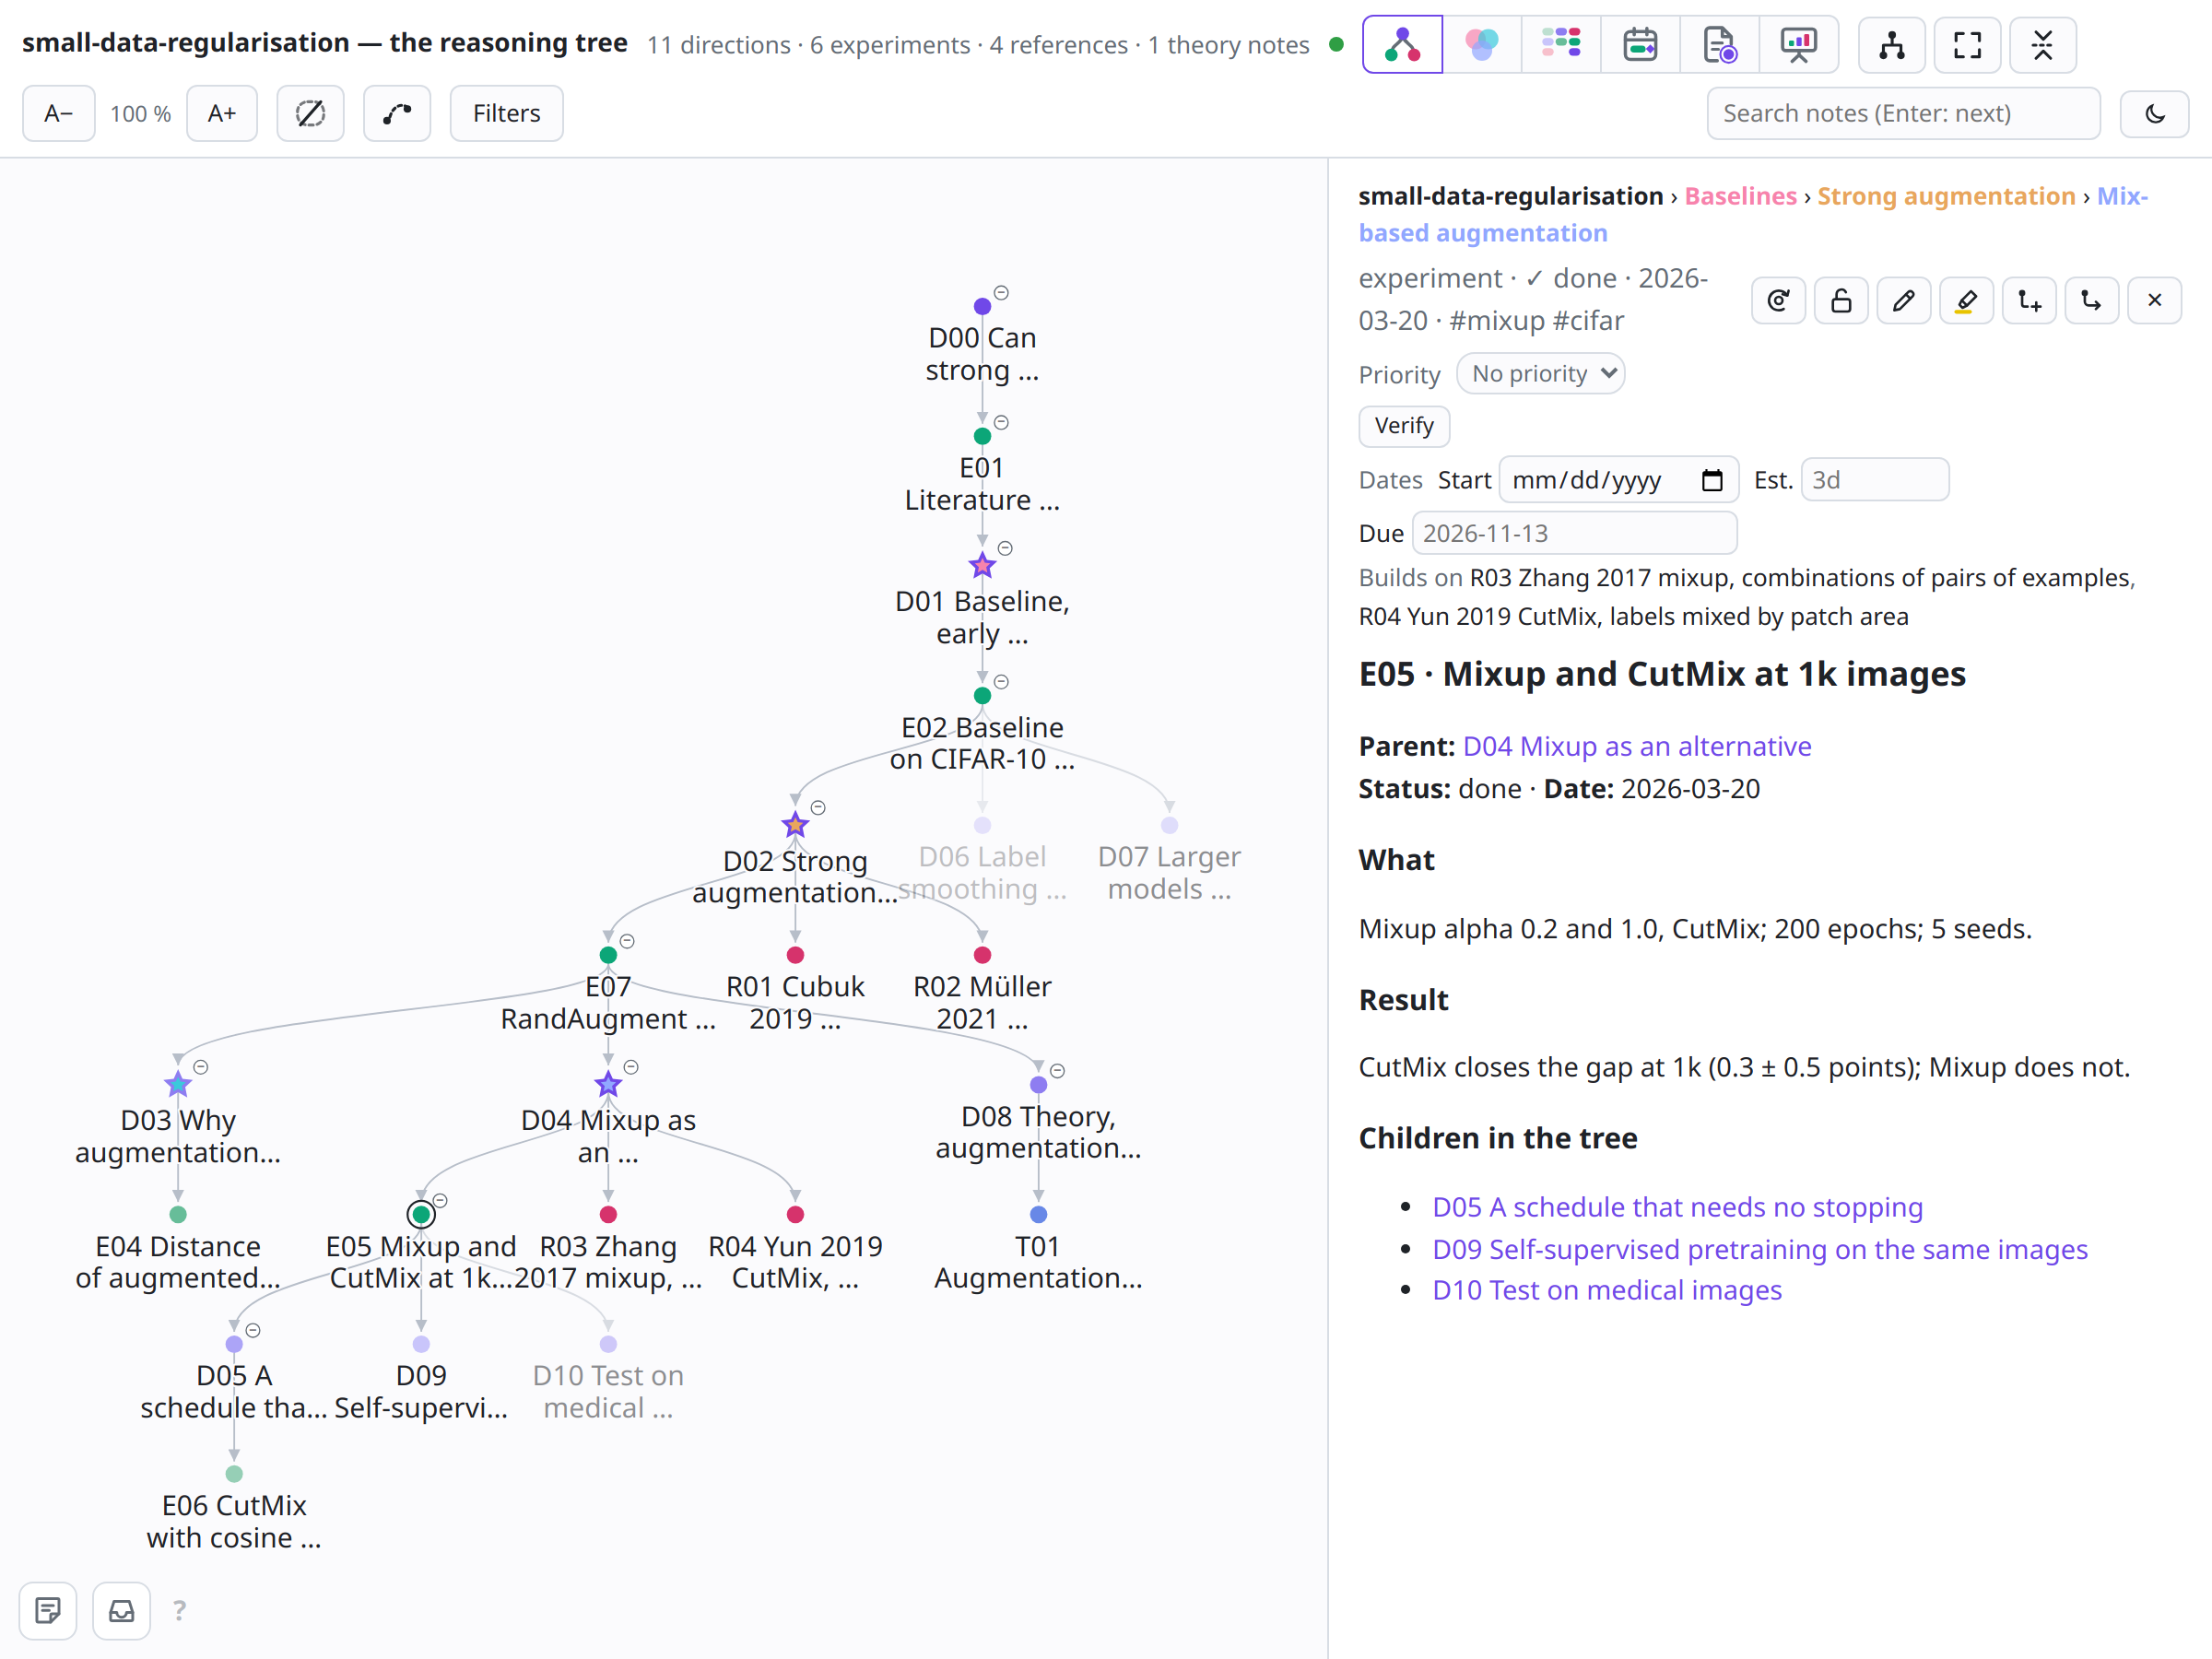 small-data-regularisation — the reasoning tree
11 directions · 6 experiments · 4 references · 1 theory notes
A−
100 %
A+
Filters
Search notes (Enter: next)
D00 Can
strong ...
E01
Literature ...
D01 Baseline,
early ...
E02 Baseline
on CIFAR-10 ...
D02 Strong
augmentation...
D06 Label
smoothing ...
D07 Larger
models ...
E07
RandAugment ...
R01 Cubuk
2019 ...
R02 Müller
2021 ...
D03 Why
augmentation...
D04 Mixup as
an ...
D08 Theory,
augmentation...
E04 Distance
of augmented...
E05 Mixup and
CutMix at 1k...
R03 Zhang
2017 mixup, ...
R04 Yun 2019
CutMix, ...
T01
Augmentation...
D05 A
schedule tha...
D09
Self-supervi...
D10 Test on
medical ...
E06 CutMix
with cosine ...
?
small-data-regularisation › Baselines › Strong augmentation › Mix-
based augmentation
experiment · ✓ done · 2026-
03-20 · #mixup #cifar
Priority No priority
Verify
Dates Start mm/dd/yyyy Est. 3d
Due 2026-11-13
Builds on R03 Zhang 2017 mixup, combinations of pairs of examples,
R04 Yun 2019 CutMix, labels mixed by patch area
E05 · Mixup and CutMix at 1k images
Parent: D04 Mixup as an alternative
Status: done · Date: 2026-03-20
What
Mixup alpha 0.2 and 1.0, CutMix; 200 epochs; 5 seeds.
Result
CutMix closes the gap at 1k (0.3 ± 0.5 points); Mixup does not.
Children in the tree
• D05 A schedule that needs no stopping
• D09 Self-supervised pretraining on the same images
• D10 Test on medical images